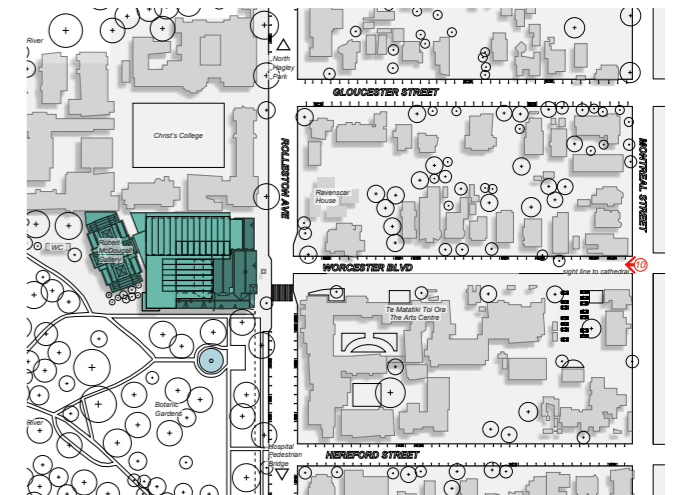 River
North
Hagley
Park
GLOUCESTER STREET
Christ's College
ROLLESTON AVE
MONTREAL STREET
Ravenscar
House
WC
Robert
McDougall
Gallery
WORCESTER BLVD
10
sight line to cathedral
Te Matatiki Toi Ora
The Arts Centre
Botanic
Gardens
River
Hospital
Pedestrian
Bridge
HEREFORD STREET